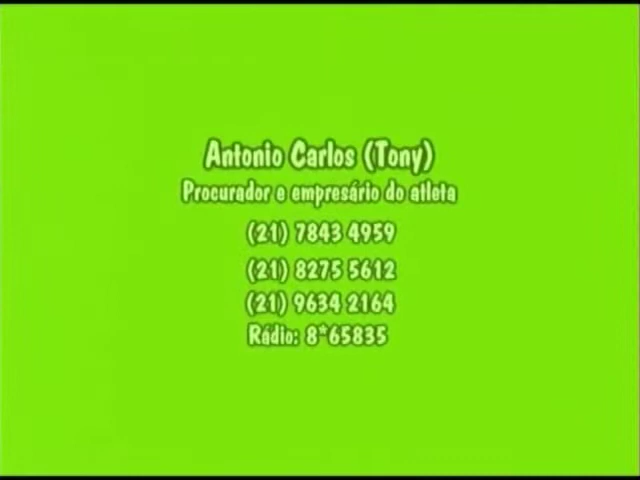 Antonio Carlos (Tony)
Procurador e empresário do atleta
(21) 7843 4959
(21) 8275 5612
(21) 9634 2164
Rádio: 8*65835